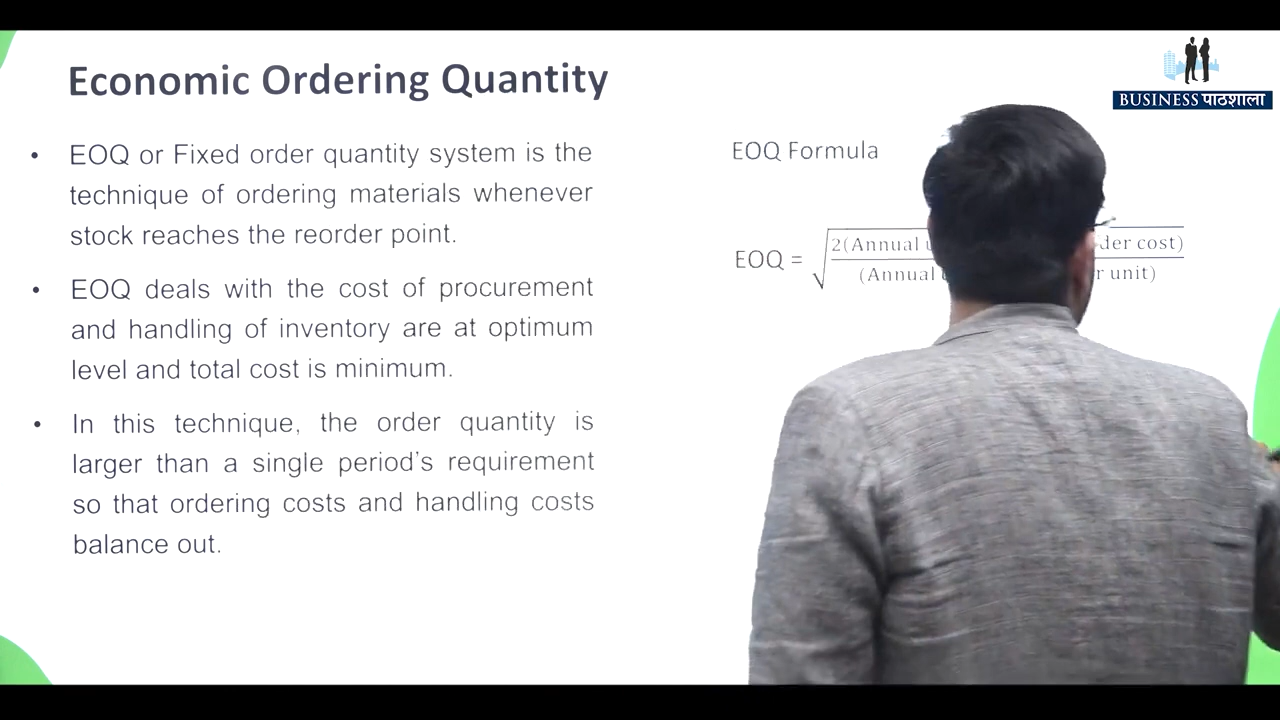 Economic Ordering Quantity
BUSINESS पाठशाला
• EOQ or Fixed order quantity system is the
technique of ordering materials whenever
stock reaches the reorder point.
• EOQ deals with the cost of procurement
and handling of inventory are at optimum
level and total cost is minimum.
• In this technique, the order quantity is
larger than a single period's requirement
so that ordering costs and handling costs
balance out.
EOQ Formula
2(Annual cost)
EOQ = √
(Annual unit)